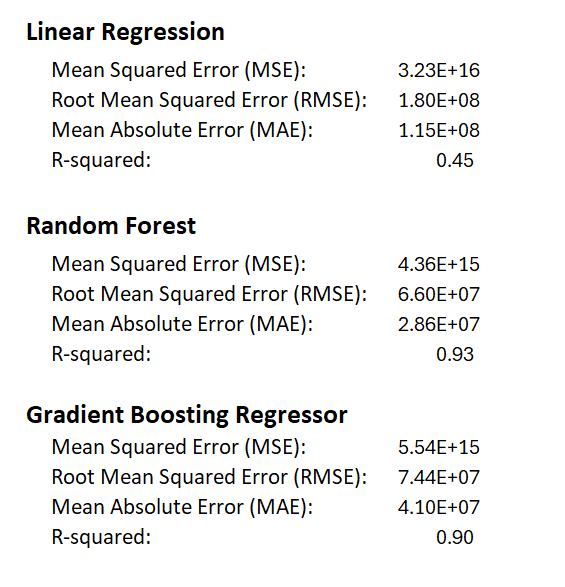 Linear Regression
Mean Squared Error (MSE): 3.23E+16
Root Mean Squared Error (RMSE): 1.80E+08
Mean Absolute Error (MAE): 1.15E+08
R-squared: 0.45
Random Forest
Mean Squared Error (MSE): 4.36E+15
Root Mean Squared Error (RMSE): 6.60E+07
Mean Absolute Error (MAE): 2.86E+07
R-squared: 0.93
Gradient Boosting Regressor
Mean Squared Error (MSE): 5.54E+15
Root Mean Squared Error (RMSE): 7.44E+07
Mean Absolute Error (MAE): 4.10E+07
R-squared: 0.90